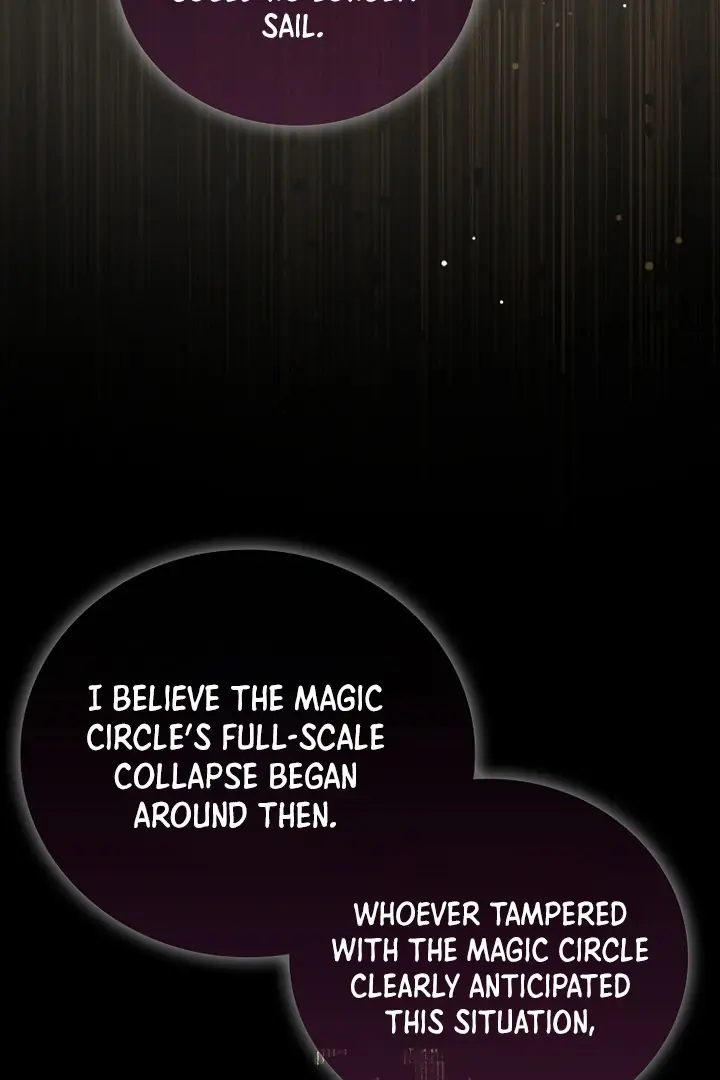 SAIL.
I BELIEVE THE MAGIC
CIRCLE'S FULL-SCALE
COLLAPSE BEGAN
AROUND THEN.
WHOEVER TAMPERED
WITH THE MAGIC CIRCLE
CLEARLY ANTICIPATED
THIS SITUATION,